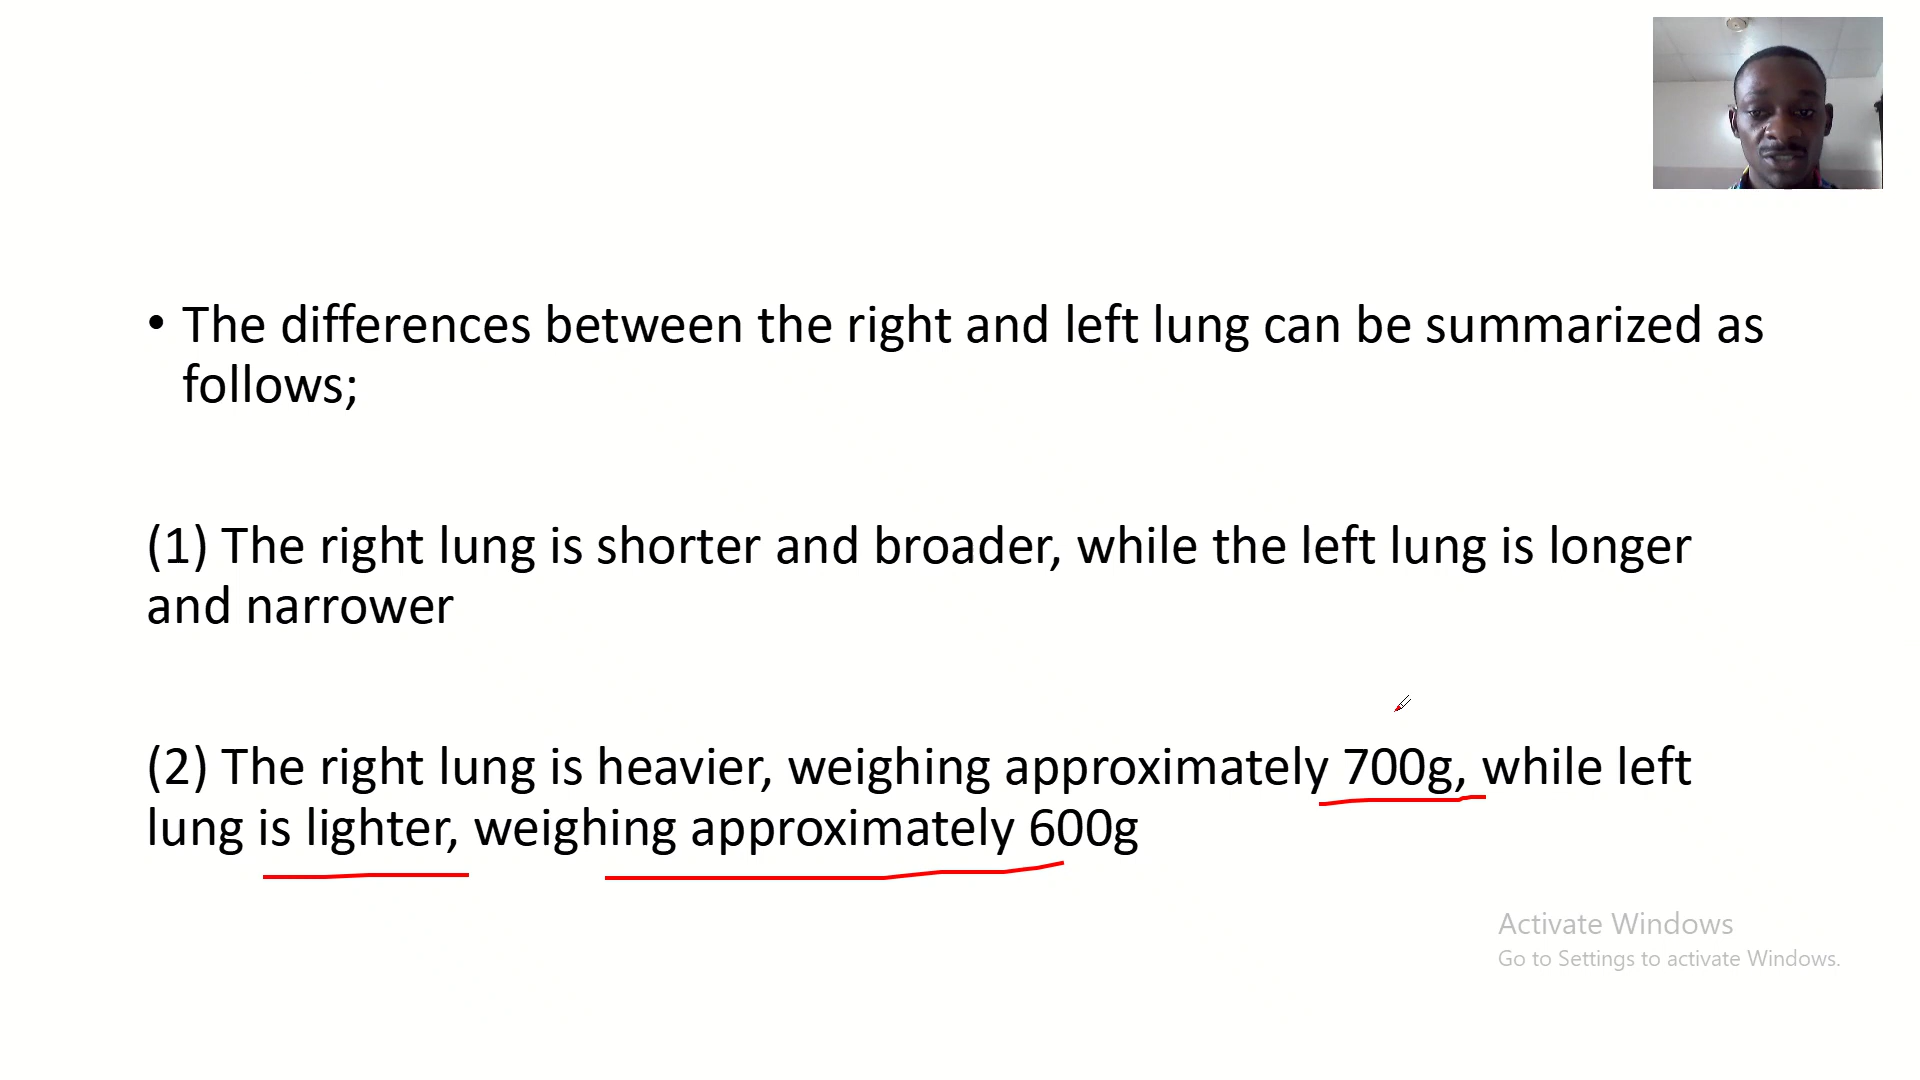 • The differences between the right and left lung can be summarized as
follows;
(1) The right lung is shorter and broader, while the left lung is longer
and narrower
(2) The right lung is heavier, weighing approximately 700g, while left
lung is lighter, weighing approximately 600g
Activate Windows
Go to Settings to activate Windows.